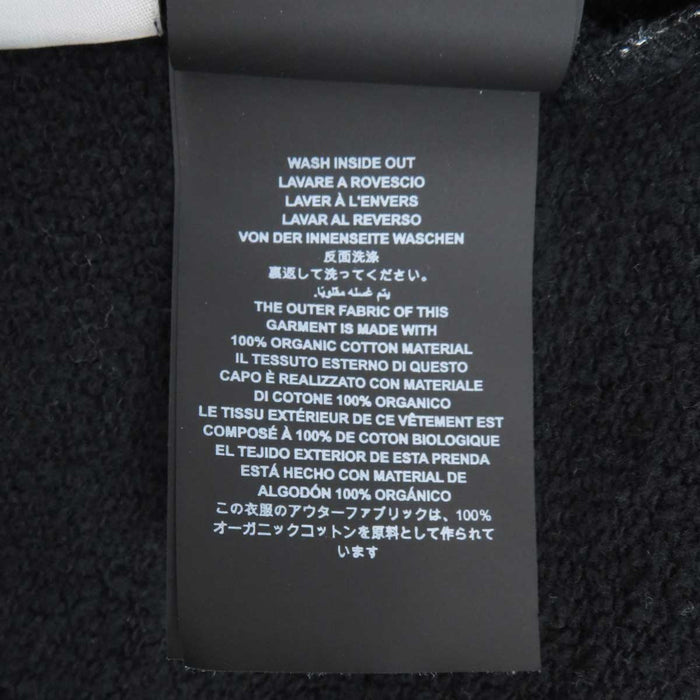 WASH INSIDE OUT
LAVARE A ROVESCIO
LAVER À L'ENVERS
LAVAR AL REVERSO
VON DER INNENSEITE WASCHEN
反面洗涤
裏返して洗ってください。
يتم غسله مقلوبًا.
THE OUTER FABRIC OF THIS
GARMENT IS MADE WITH
100% ORGANIC COTTON MATERIAL
IL TESSUTO ESTERNO DI QUESTO
CAPO È REALIZZATO CON MATERIALE
DI COTONE 100% ORGANICO
LE TISSU EXTÉRIEUR DE CE VÊTEMENT EST
COMPOSÉ À 100% DE COTON BIOLOGIQUE
EL TEJIDO EXTERIOR DE ESTA PRENDA
ESTÁ HECHO CON MATERIAL DE
ALGODÓN 100% ORGÁNICO
この衣服のアウターファブリックは、100%
オーガニックコットンを原料として作られて
います